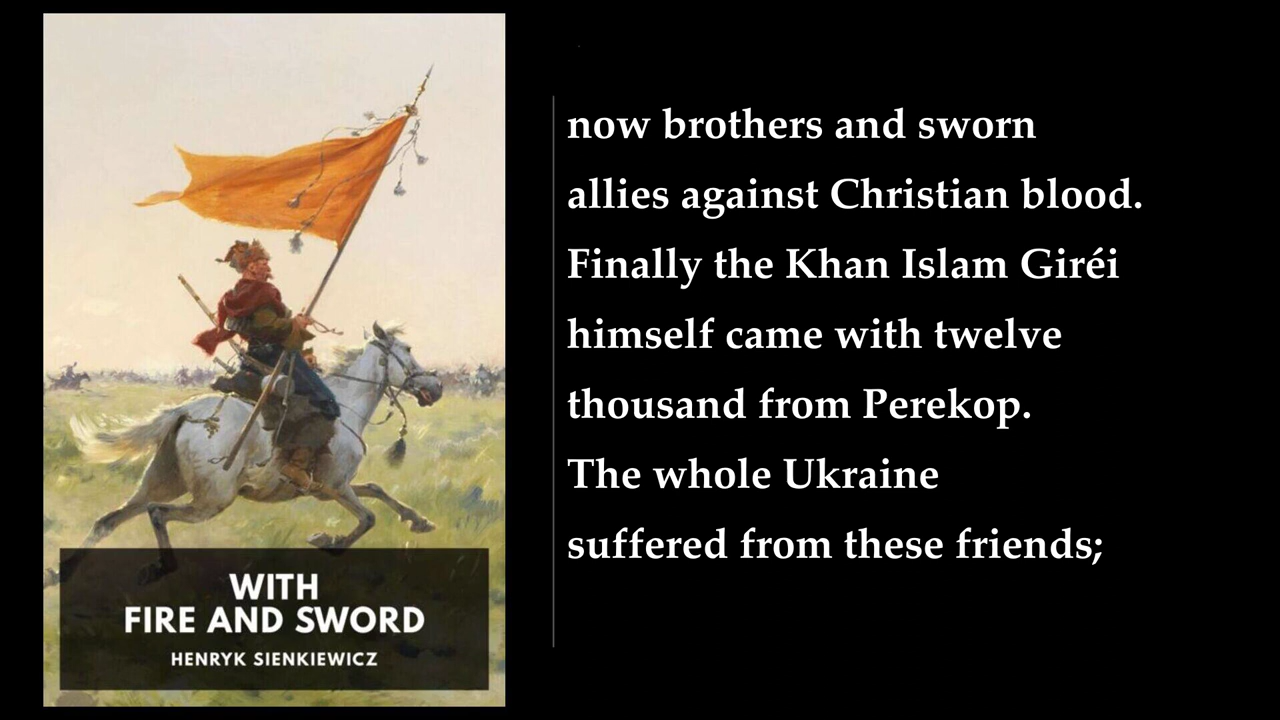 now brothers and sworn
allies against Christian blood.
Finally the Khan Islam Giréi
himself came with twelve
thousand from Perekop.
The whole Ukraine
suffered from these friends;
WITH
FIRE AND SWORD
HENRYK SIENKIEWICZ